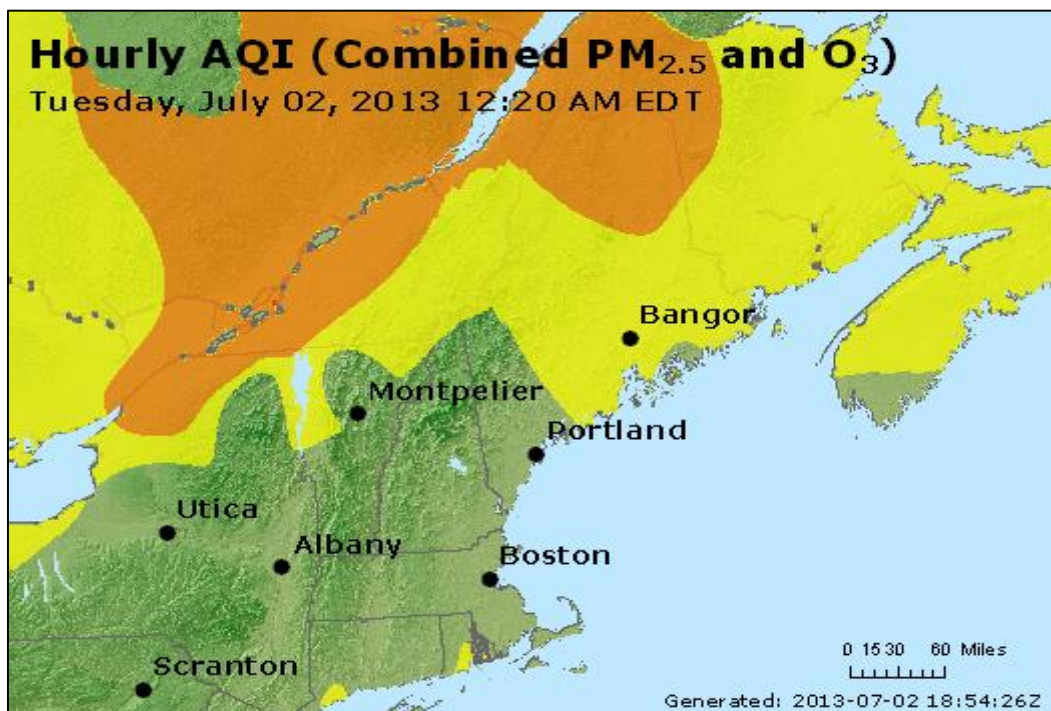 Hourly AQI (Combined PM₂.₅ and O₃)
Tuesday, July 02, 2013 12:20 AM EDT
Bangor
Montpelier
Portland
Utica
Albany
Boston
Scranton
0 15 30 60 Miles
Generated: 2013-07-02 18:54:26Z